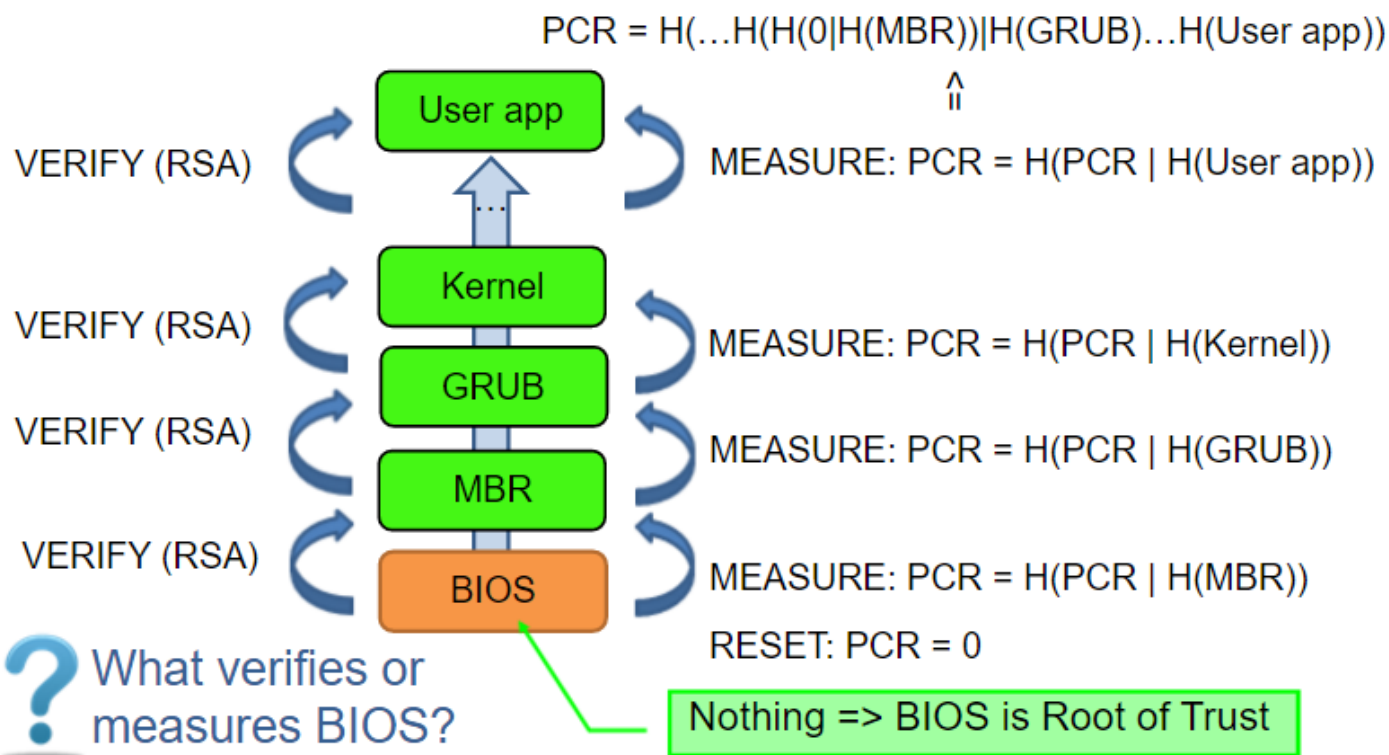 PCR = H(…H(H(0|H(MBR))|H(GRUB)…H(User app))
=>
User app
VERIFY (RSA)
MEASURE: PCR = H(PCR | H(User app))
…
Kernel
VERIFY (RSA)
MEASURE: PCR = H(PCR | H(Kernel))
GRUB
VERIFY (RSA)
MEASURE: PCR = H(PCR | H(GRUB))
MBR
VERIFY (RSA)
MEASURE: PCR = H(PCR | H(MBR))
BIOS
RESET: PCR = 0
? What verifies or
measures BIOS?
Nothing => BIOS is Root of Trust